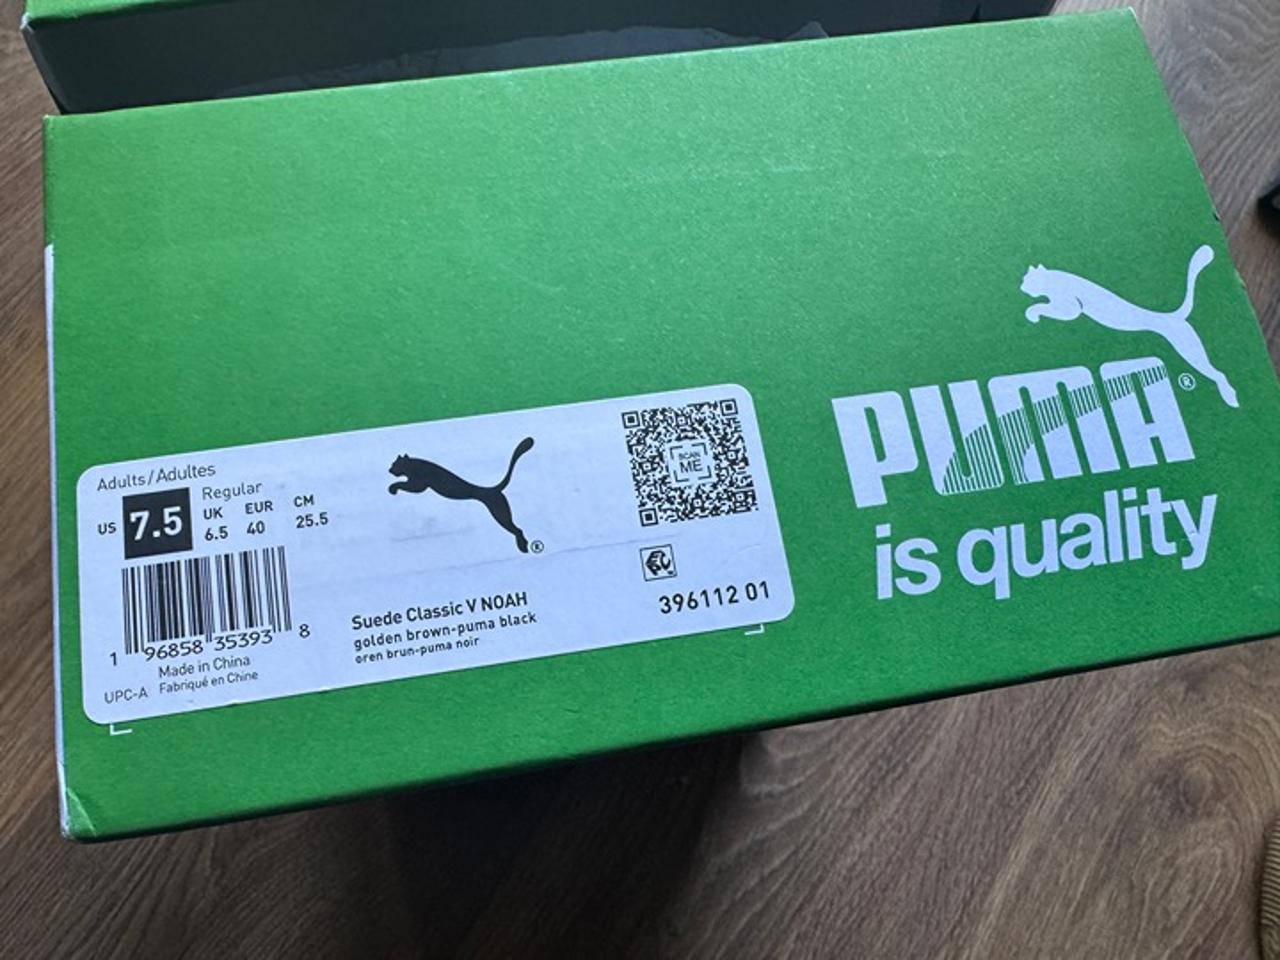 Adults/Adultes
US 7.5
Regular
UK EUR CM
6.5 40 25.5
1 96858 35393 8
Made in China
UPC-A Fabriqué en Chine
®
Suede Classic V NOAH
golden brown-puma black
oren brun-puma noir
SCAN
ME
396112 01
PUMA®
is quality